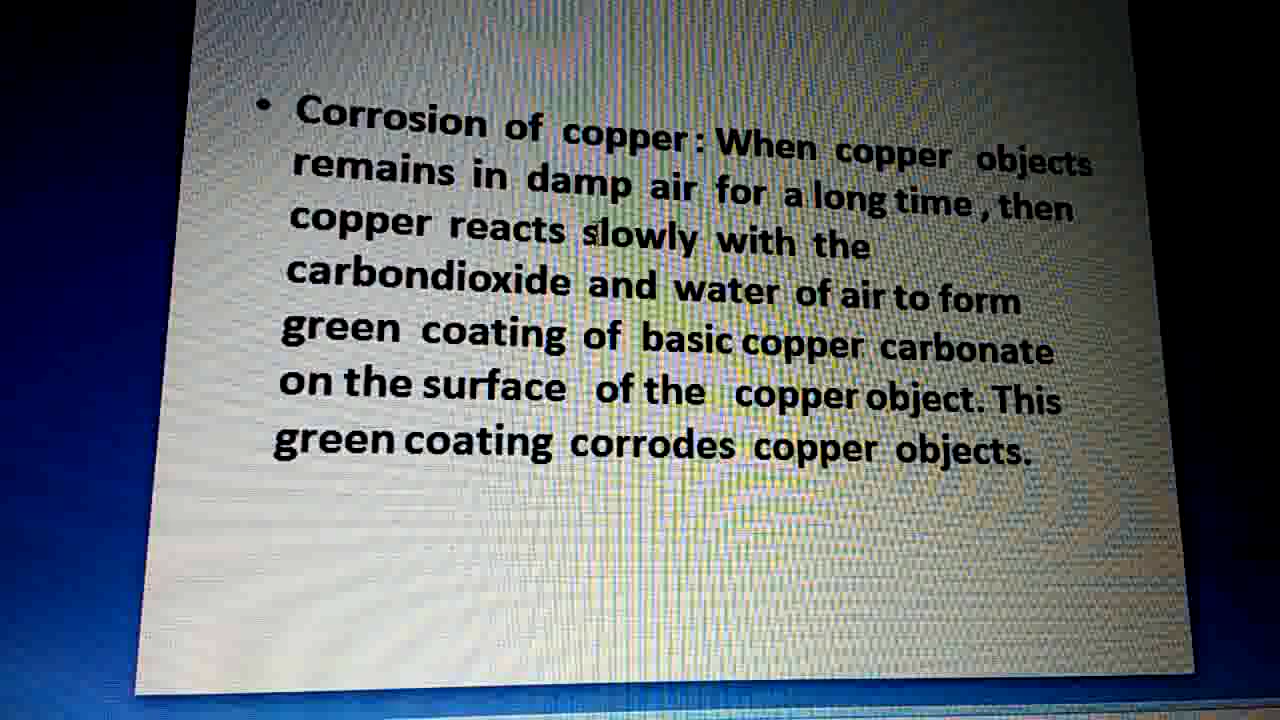 • Corrosion of copper: When copper objects
remains in damp air for a long time, then
copper reacts slowly with the
carbondioxide and water of air to form
green coating of basic copper carbonate
on the surface of the copper object. This
green coating corrodes copper objects.